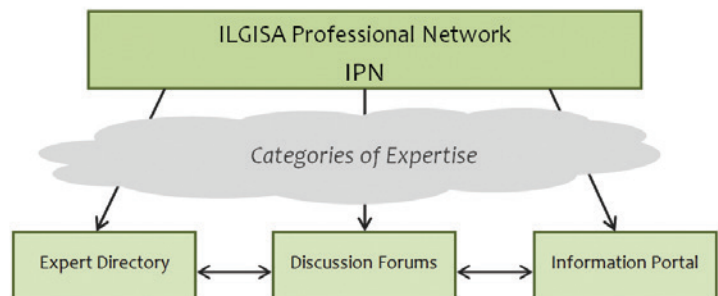 ILGISA Professional Network
IPN
Categories of Expertise
Expert Directory
Discussion Forums
Information Portal